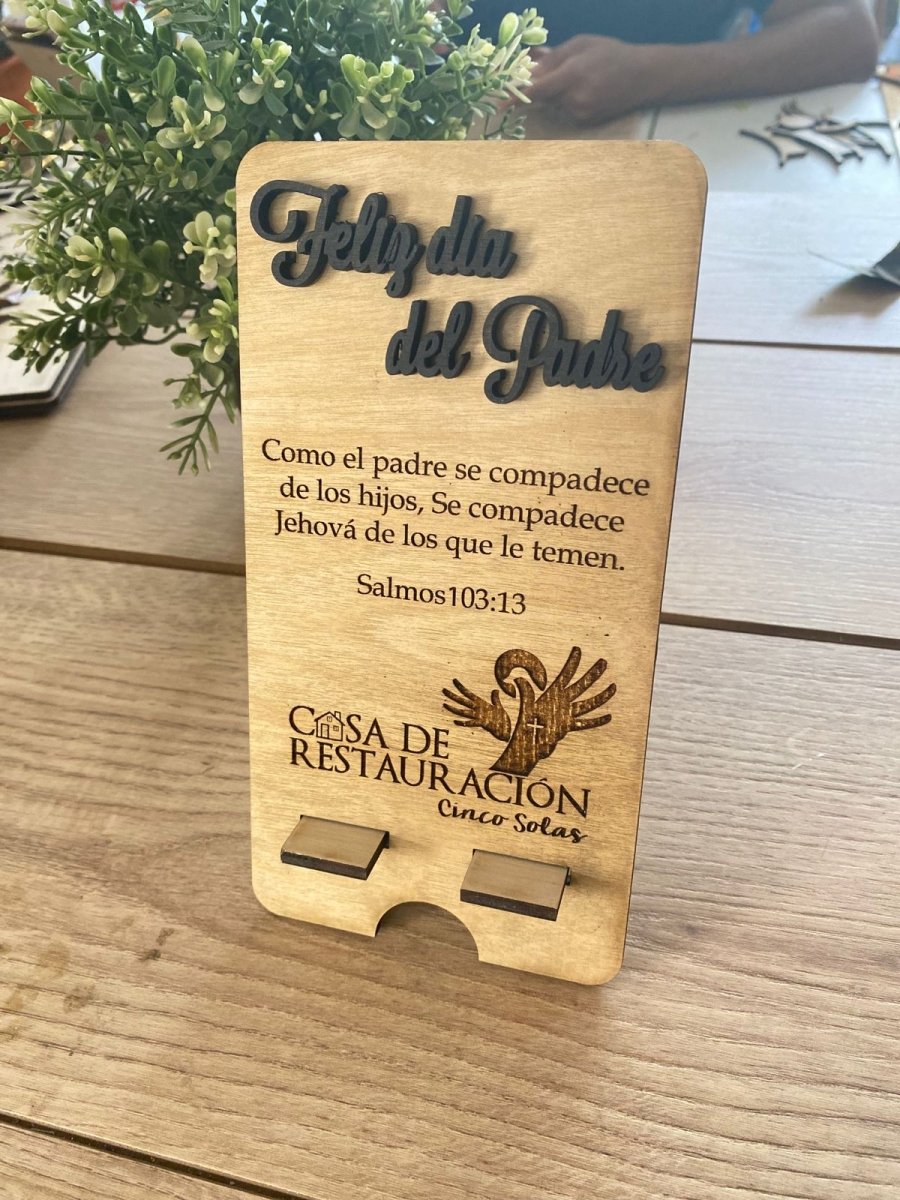 Feliz día
del Padre
Como el padre se compadece
de los hijos, Se compadece
Jehová de los que le temen.
Salmos103:13
CASA DE
RESTAURACIÓN
Cinco Solas